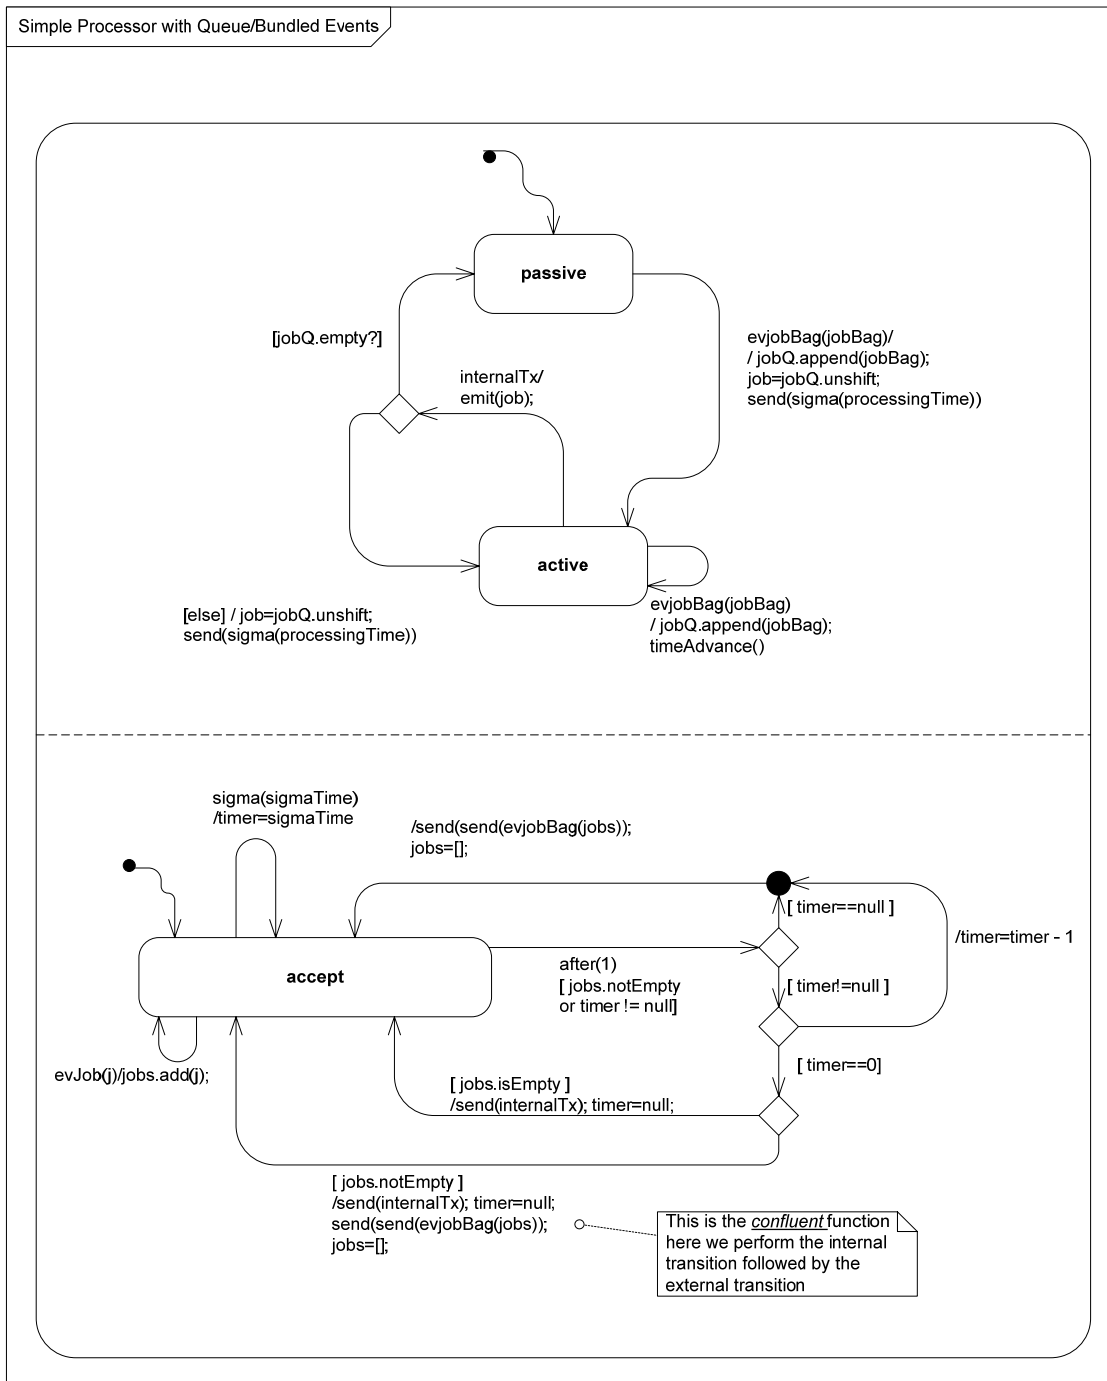 Simple Processor with Queue/Bundled Events
passive
[jobQ.empty?]
evjobBag(jobBag)/
/ jobQ.append(jobBag);
job=jobQ.unshift;
send(sigma(processingTime))
internalTx/
emit(job);
active
[else] / job=jobQ.unshift;
send(sigma(processingTime))
evjobBag(jobBag)
/ jobQ.append(jobBag);
timeAdvance()
sigma(sigmaTime)
/timer=sigmaTime
/send(send(evjobBag(jobs));
jobs=[];
[ timer==null ]
/timer=timer - 1
accept
after(1)
[ jobs.notEmpty
or timer != null]
[ timer!=null ]
[ timer==0]
evJob(j)/jobs.add(j);
[ jobs.isEmpty ]
/send(internalTx); timer=null;
[ jobs.notEmpty ]
/send(internalTx); timer=null;
send(send(evjobBag(jobs));
jobs=[];
This is the confluent function
here we perform the internal
transition followed by the
external transition